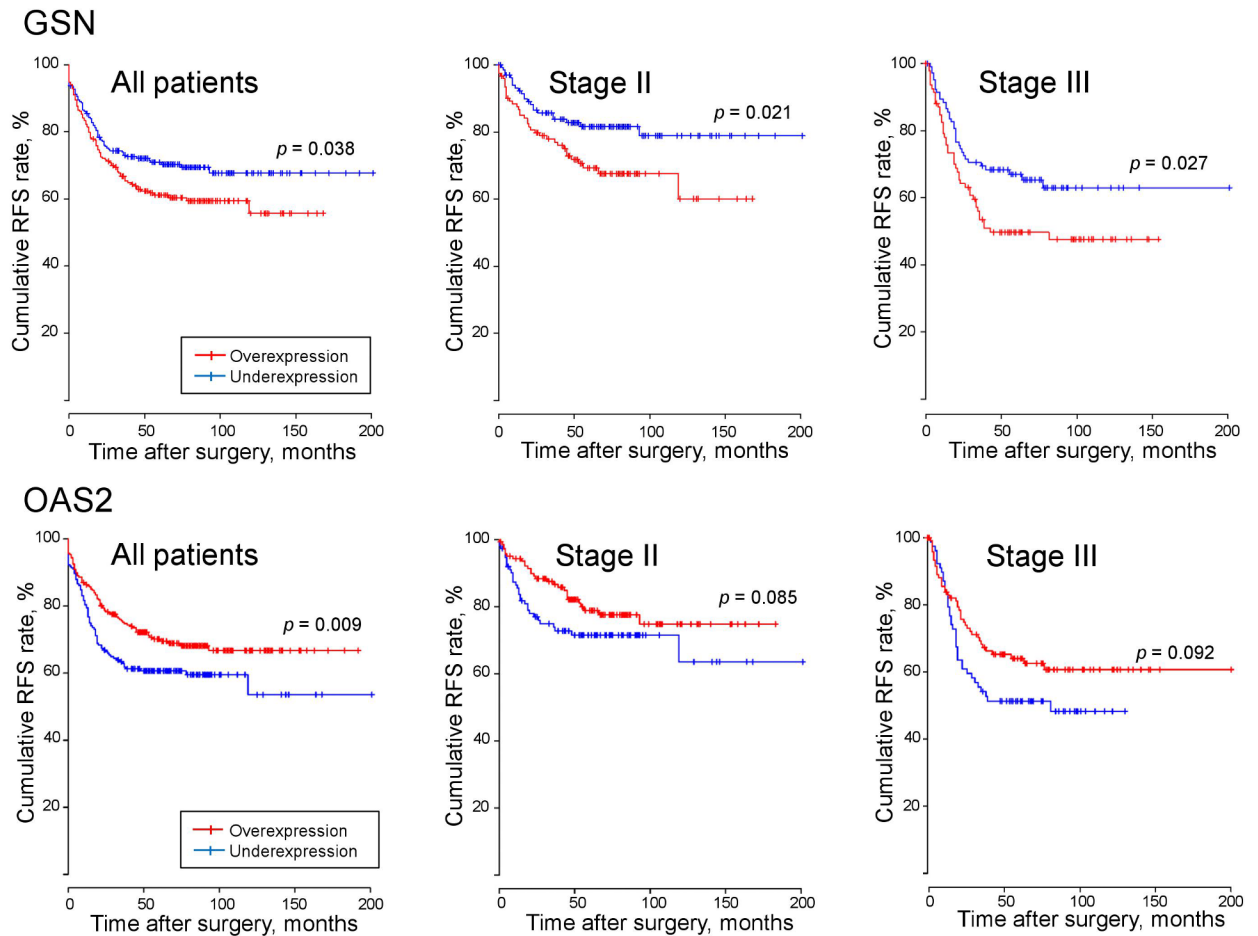 GSN
All patients
Cumulative RFS rate, %
100
80
60
40
20
p = 0.038
Overexpression
Underexpression
0 50 100 150 200
Time after surgery, months
Stage II
Cumulative RFS rate, %
100
80
60
40
20
p = 0.021
0 50 100 150 200
Time after surgery, months
Stage III
Cumulative RFS rate, %
100
80
60
40
20
p = 0.027
0 50 100 150 200
Time after surgery, months
OAS2
All patients
Cumulative RFS rate, %
100
80
60
40
20
p = 0.009
Overexpression
Underexpression
0 50 100 150 200
Time after surgery, months
Stage II
Cumulative RFS rate, %
100
80
60
40
20
p = 0.085
0 50 100 150 200
Time after surgery, months
Stage III
Cumulative RFS rate, %
100
80
60
40
20
p = 0.092
0 50 100 150 200
Time after surgery, months